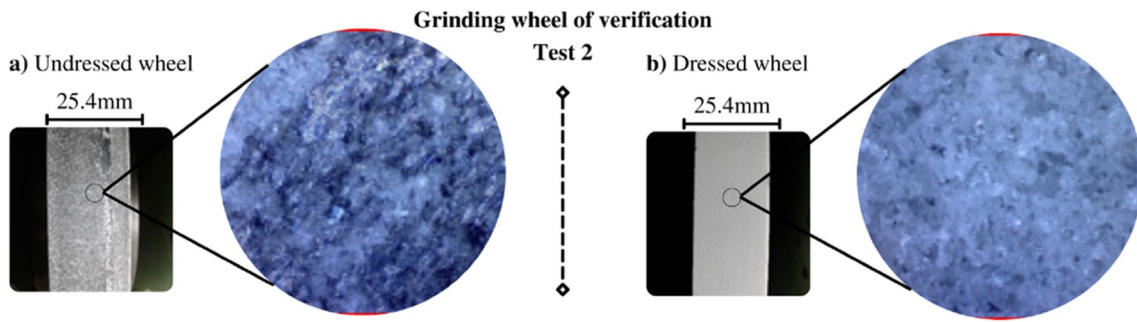 Grinding wheel of verification
Test 2
a) Undressed wheel
25.4mm
b) Dressed wheel
25.4mm